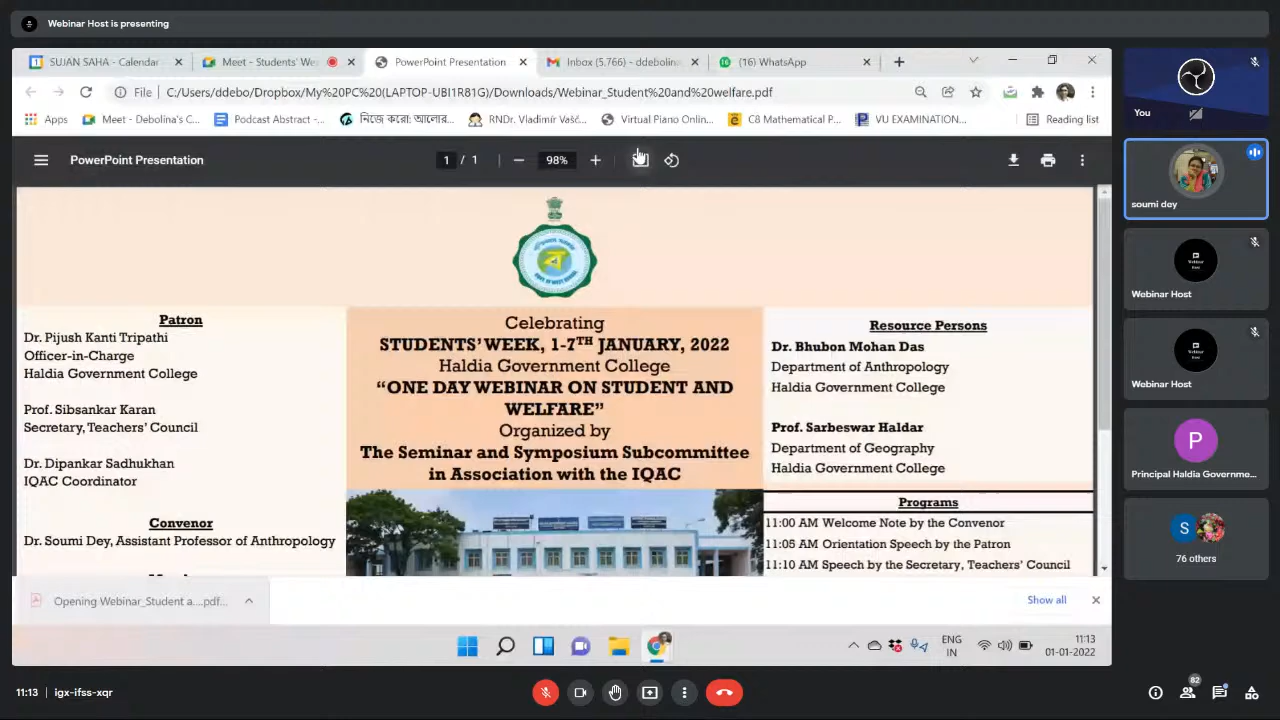 Webinar Host is presenting
SUJAN SAHA - Calendar
Meet - Students' We
PowerPoint Presentation
Inbox (5,766) - ddebolina
(16) WhatsApp
File
C:/Users/ddebo/Dropbox/My%20PC%20(LAPTOP-UBI1R81G)/Downloads/Webinar_Student%20and%20welfare.pdf
Apps
Meet - Debolina's C...
Podcast Abstract -...
নিজে করো: আলোর...
RNDr. Vladimír Vašč...
Virtual Piano Onlin...
C8 Mathematical P...
VU EXAMINATION...
Reading list
PowerPoint Presentation
1 / 1
98%
Patron
Dr. Pijush Kanti Tripathi
Officer-in-Charge
Haldia Government College
Prof. Sibsankar Karan
Secretary, Teachers' Council
Dr. Dipankar Sadhukhan
IQAC Coordinator
Convenor
Dr. Soumi Dey, Assistant Professor of Anthropology
Celebrating
STUDENTS' WEEK, 1-7TH JANUARY, 2022
Haldia Government College
"ONE DAY WEBINAR ON STUDENT AND
WELFARE"
Organized by
The Seminar and Symposium Subcommittee
in Association with the IQAC
Resource Persons
Dr. Bhubon Mohan Das
Department of Anthropology
Haldia Government College
Prof. Sarbeswar Haldar
Department of Geography
Haldia Government College
Programs
11:00 AM Welcome Note by the Convenor
11:05 AM Orientation Speech by the Patron
11:10 AM Speech by the Secretary, Teachers' Council
Opening Webinar_Student a....pdf...
Show all
ENG
IN
11:13
01-01-2022
You
soumi dey
Webinar Host
Webinar Host
P
Principal Haldia Governme...
S
76 others
11:13
igx-ifss-xqr
82